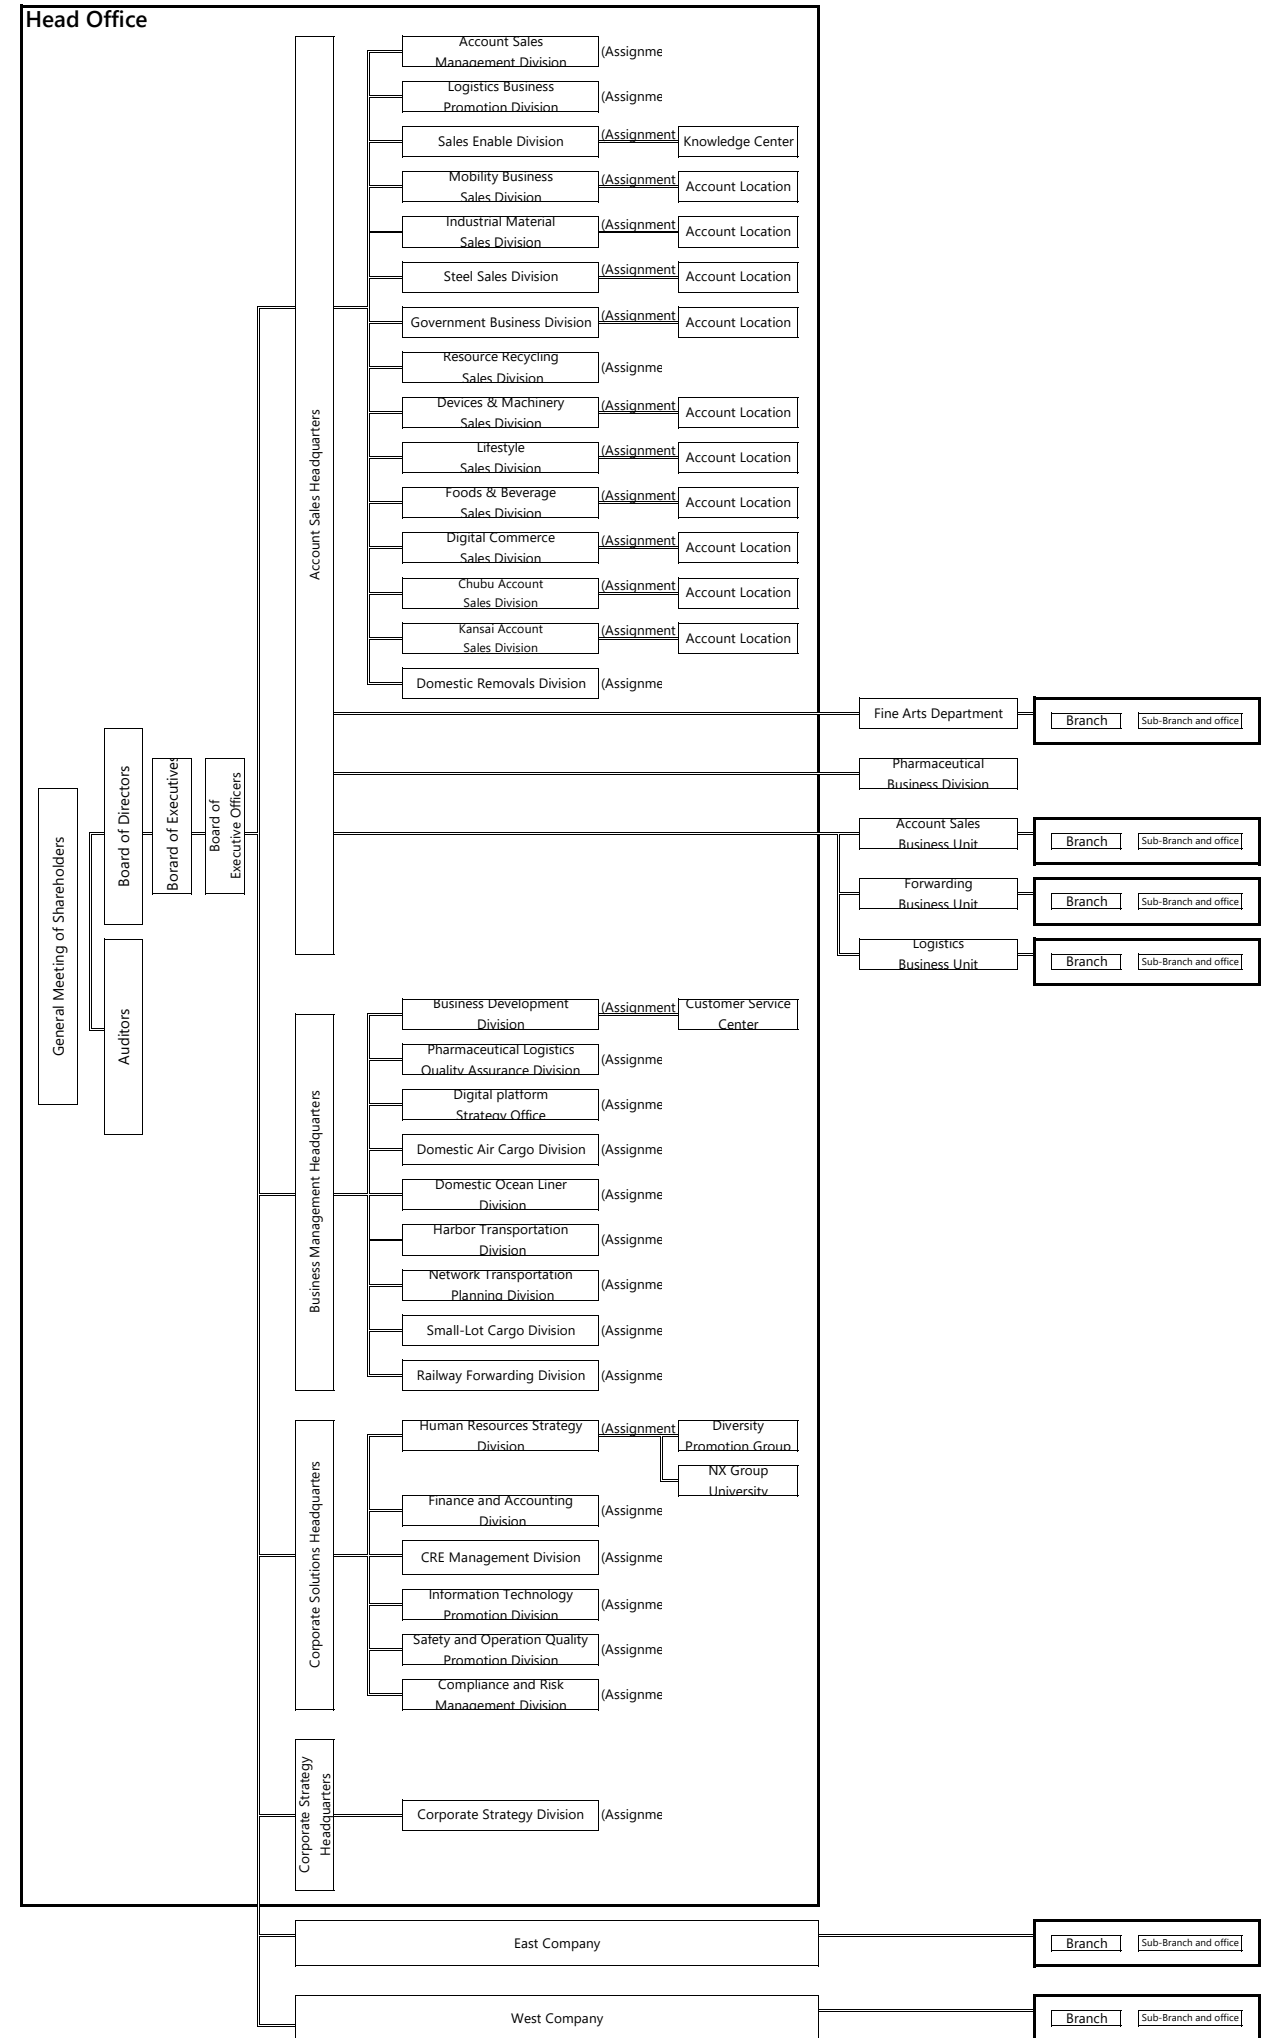 Head Office
General Meeting of Shareholders
Board of Directors
Auditors
Borard of Executives
Board of
Executive Officers
Account Sales Headquarters
Account Sales
Management Division
(Assignme
Logistics Business
Promotion Division
(Assignme
Sales Enable Division
(Assignment
Knowledge Center
Mobility Business
Sales Division
(Assignment
Account Location
Industrial Material
Sales Division
(Assignment
Account Location
Steel Sales Division
(Assignment
Account Location
Government Business Division
(Assignment
Account Location
Resource Recycling
Sales Division
(Assignme
Devices & Machinery
Sales Division
(Assignment
Account Location
Lifestyle
Sales Division
(Assignment
Account Location
Foods & Beverage
Sales Division
(Assignment
Account Location
Digital Commerce
Sales Division
(Assignment
Account Location
Chubu Account
Sales Division
(Assignment
Account Location
Kansai Account
Sales Division
(Assignment
Account Location
Domestic Removals Division
(Assignme
Fine Arts Department
Branch
Sub-Branch and office
Pharmaceutical
Business Division
Account Sales
Business Unit
Branch
Sub-Branch and office
Forwarding
Business Unit
Branch
Sub-Branch and office
Logistics
Business Unit
Branch
Sub-Branch and office
Business Management Headquarters
Business Development
Division
(Assignment
Customer Service
Center
Pharmaceutical Logistics
Quality Assurance Division
(Assignme
Digital platform
Strategy Office
(Assignme
Domestic Air Cargo Division
(Assignme
Domestic Ocean Liner
Division
(Assignme
Harbor Transportation
Division
(Assignme
Network Transportation
Planning Division
(Assignme
Small-Lot Cargo Division
(Assignme
Railway Forwarding Division
(Assignme
Corporate Solutions Headquarters
Human Resources Strategy
Division
(Assignment
Diversity
Promotion Group
NX Group
University
Finance and Accounting
Division
(Assignme
CRE Management Division
(Assignme
Information Technology
Promotion Division
(Assignme
Safety and Operation Quality
Promotion Division
(Assignme
Compliance and Risk
Management Division
(Assignme
Corporate Strategy
Headquarters
Corporate Strategy Division
(Assignme
East Company
Branch
Sub-Branch and office
West Company
Branch
Sub-Branch and office